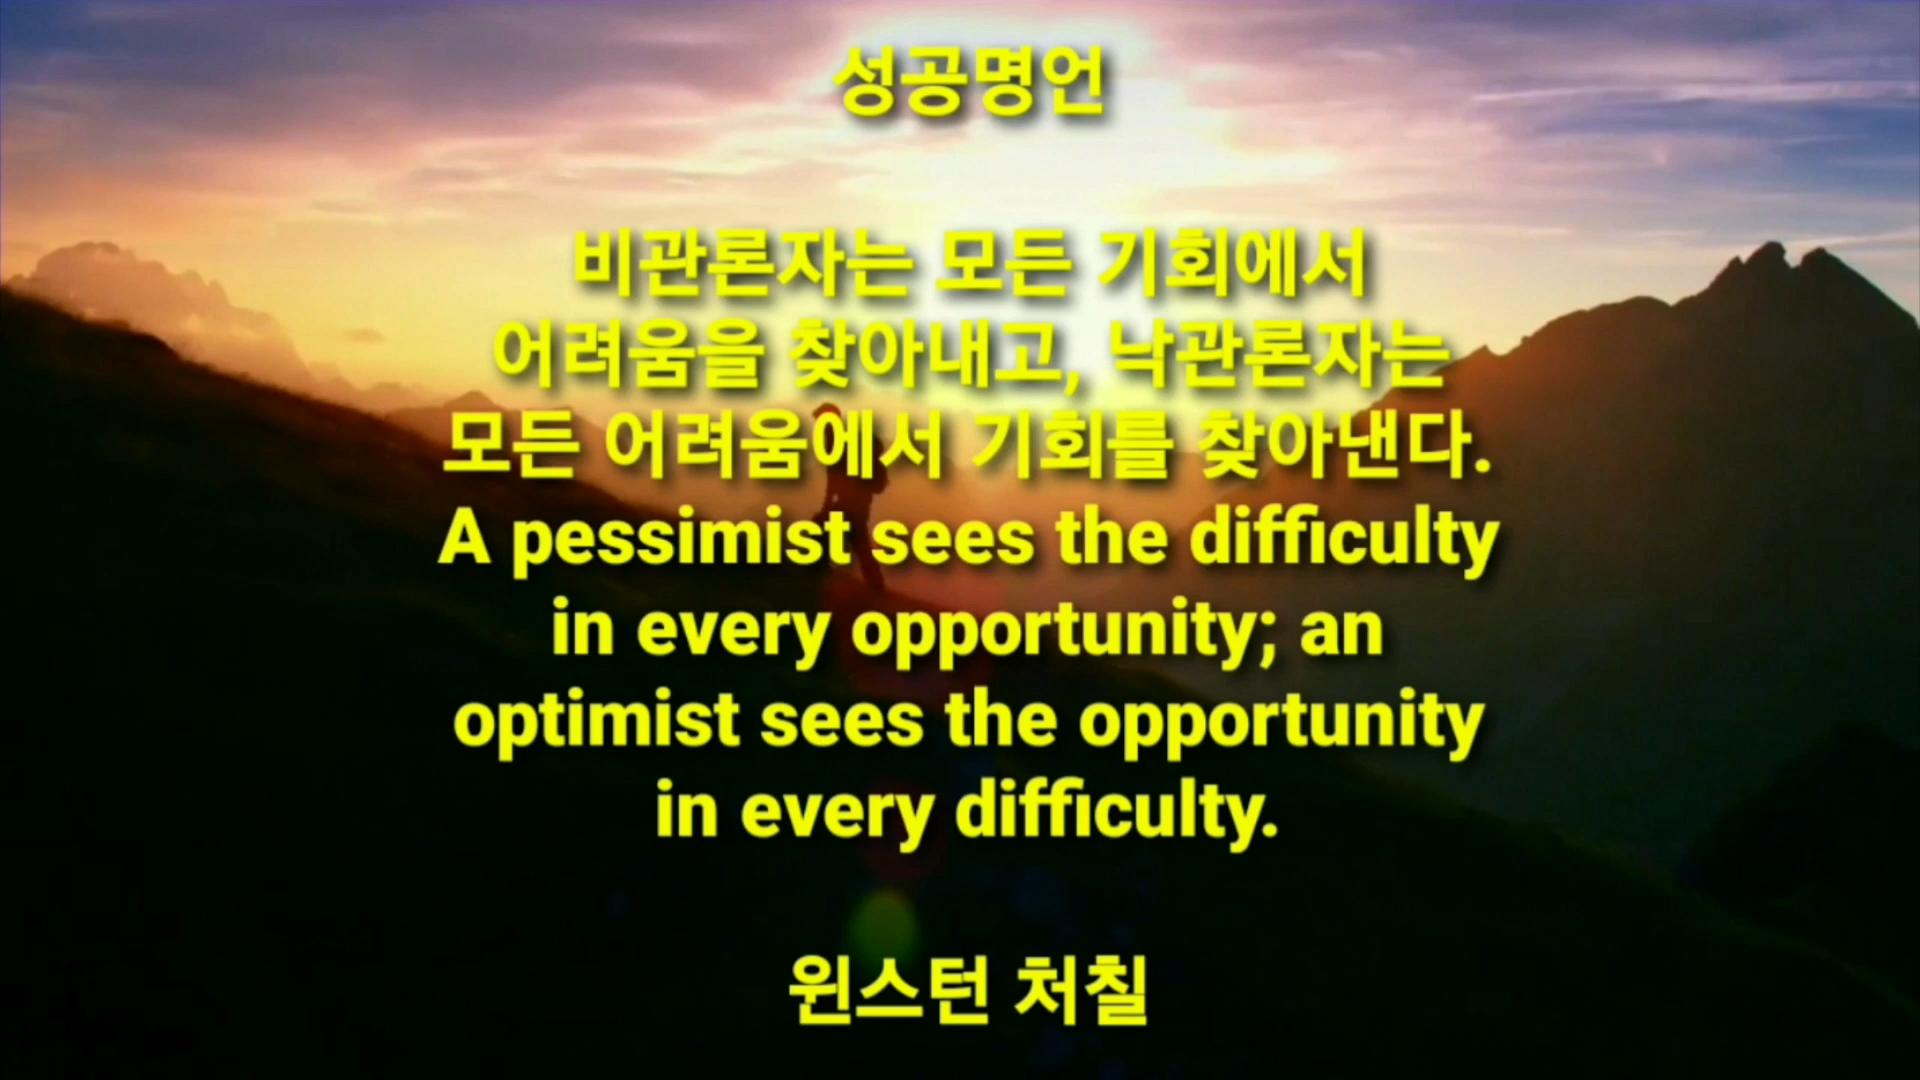 성공명언
비관론자는 모든 기회에서
어려움을 찾아내고, 낙관론자는
모든 어려움에서 기회를 찾아낸다.
A pessimist sees the difficulty
in every opportunity; an
optimist sees the opportunity
in every difficulty.
윈스턴 처칠